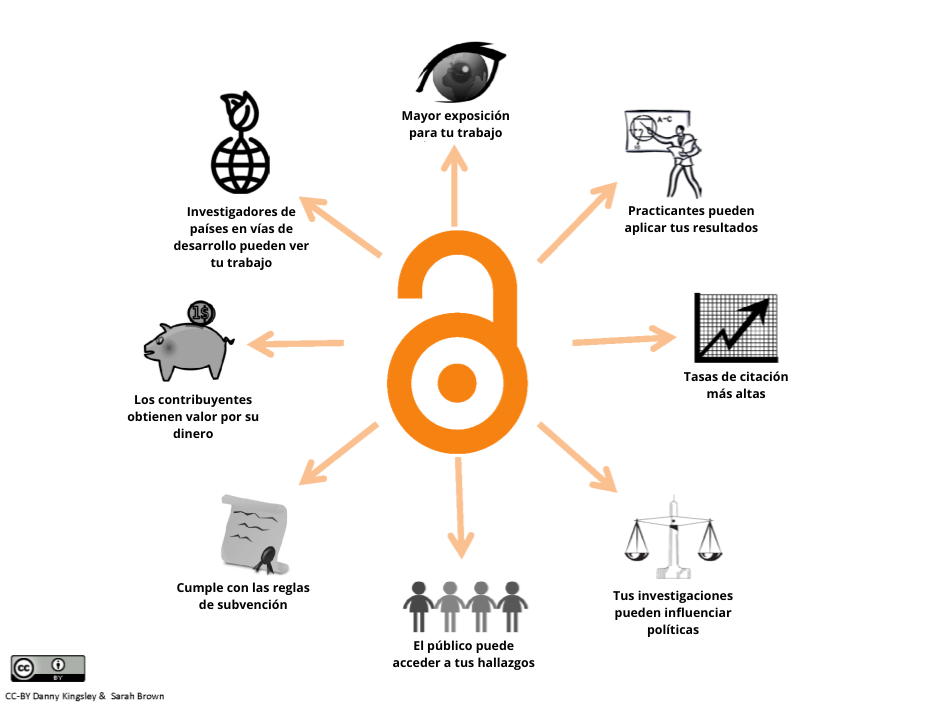 Mayor exposición
para tu trabajo
A-C
Practicantes pueden
aplicar tus resultados
Investigadores de
países en vías de
desarrollo pueden ver
tu trabajo
1$
Tasas de citación
más altas
Los contribuyentes
obtienen valor por su
dinero
Cumple con las reglas
de subvención
Tus investigaciones
pueden influenciar
políticas
El público puede
acceder a tus hallazgos
cc
BY
CC-BY Danny Kingsley & Sarah Brown